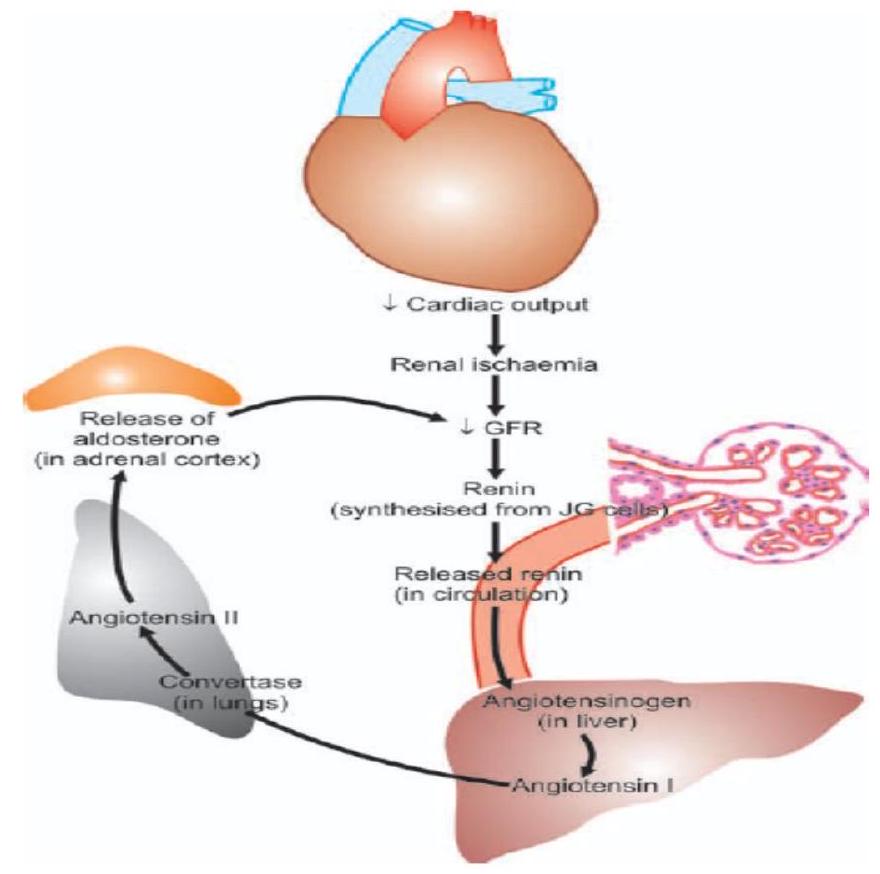 ↓ Cardiac output
Renal ischaemia
↓ GFR
Renin
(synthesised from JG cells)
Released renin
(in circulation)
Angiotensinogen
(in liver)
Angiotensin I
Convertase
(in lungs)
Angiotensin II
Release of
aldosterone
(in adrenal cortex)